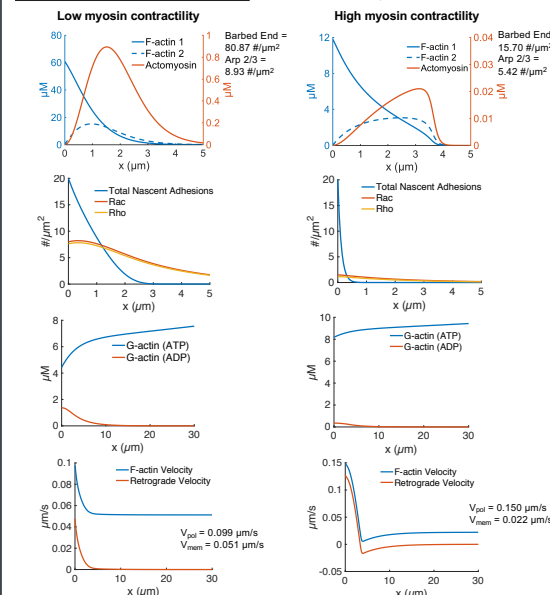 Low myosin contractility
80
60
40
20
0
μM
1
0.8
0.6
0.4
0.2
0
μM
F-actin 1
F-actin 2
Actomyosin
0 1 2 3 4 5
x (μm)
Barbed End =
80.87 #/μm²
Arp 2/3 =
8.93 #/μm²
High myosin contractility
12
8
4
0
μM
0.04
0.03
0.02
0.01
0
μM
F-actin 1
F-actin 2
Actomyosin
0 1 2 3 4 5
x (μm)
Barbed End
15.70 #/μm²
Arp 2/3 =
5.42 #/μm²
20
15
10
5
0
#/μm²
Total Nascent Adhesions
Rac
Rho
0 1 2 3 4 5
x (μm)
20
15
10
5
0
#/μm²
Total Nascent Adhesions
Rac
Rho
0 1 2 3 4 5
x (μm)
8
6
4
2
0
μM
G-actin (ATP)
G-actin (ADP)
0 10 20 30
x (μm)
10
8
6
4
2
0
μM
G-actin (ATP)
G-actin (ADP)
0 10 20 30
x (μm)
0.1
0.08
0.06
0.04
0.02
0
μm/s
F-actin Velocity
Retrograde Velocity
Vpol = 0.099 μm/s
Vmem = 0.051 μm/s
0 10 20 30
x (μm)
0.15
0.1
0.05
0
-0.05
μm/s
F-actin Velocity
Retrograde Velocity
Vpol = 0.150 μm/s
Vmem = 0.022 μm/s
0 10 20 30
x (μm)